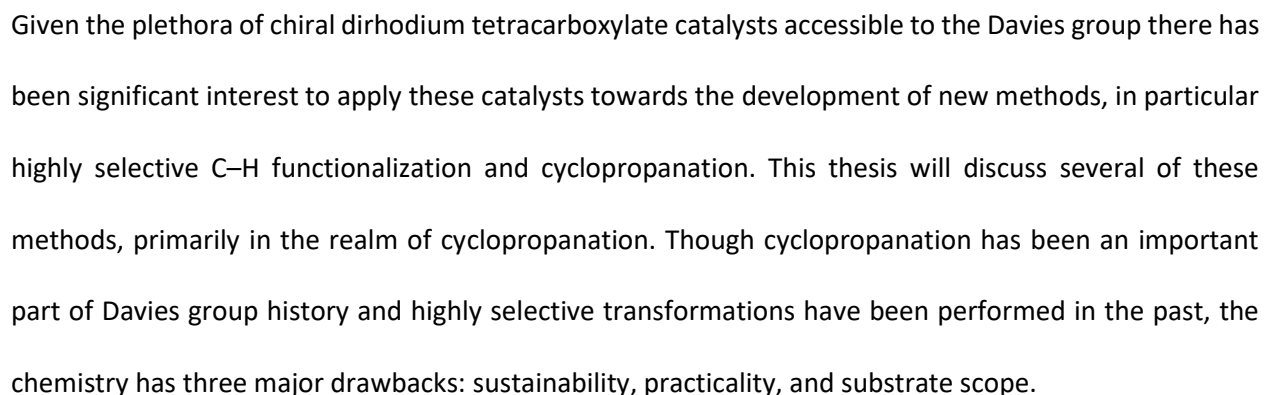 Given the plethora of chiral dirhodium tetracarboxylate catalysts accessible to the Davies group there has
been significant interest to apply these catalysts towards the development of new methods, in particular
highly selective C–H functionalization and cyclopropanation. This thesis will discuss several of these
methods, primarily in the realm of cyclopropanation. Though cyclopropanation has been an important
part of Davies group history and highly selective transformations have been performed in the past, the
chemistry has three major drawbacks: sustainability, practicality, and substrate scope.